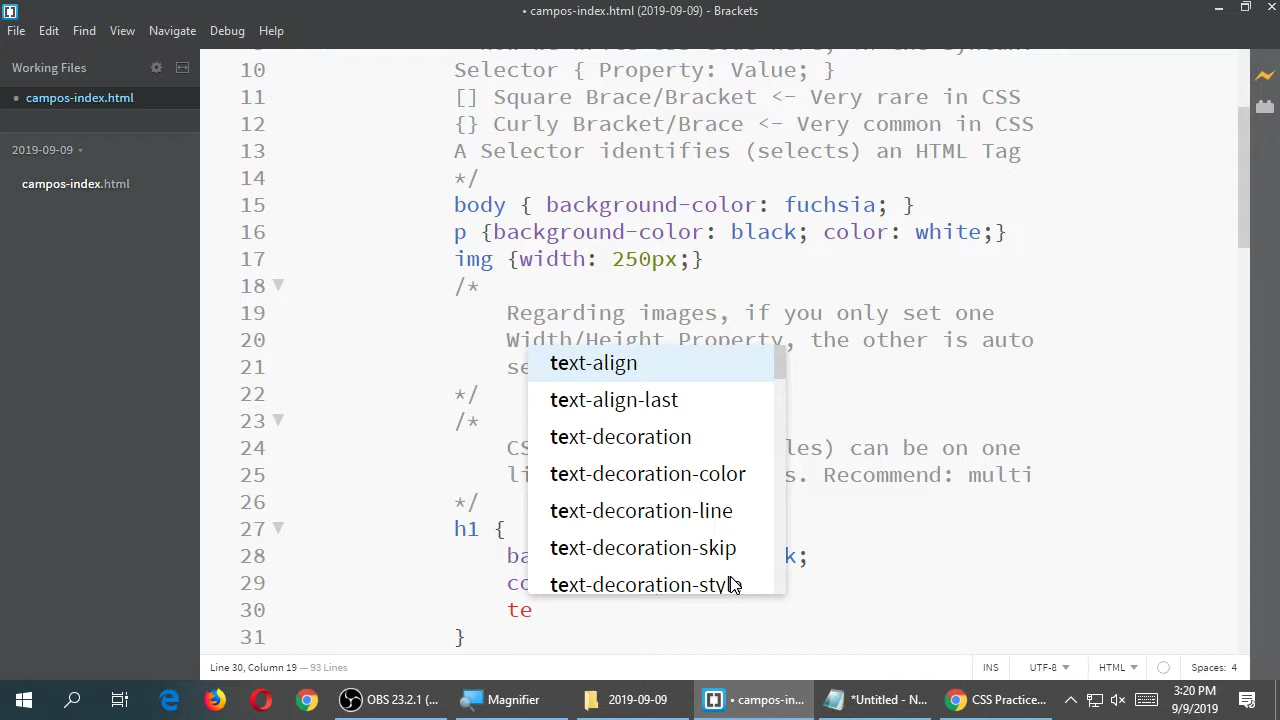 • campos-index.html (2019-09-09) - Brackets
File Edit Find View Navigate Debug Help
Working Files
• campos-index.html
2019-09-09
campos-index.html
10 Selector { Property: Value; }
11 [] Square Brace/Bracket <- Very rare in CSS
12 {} Curly Bracket/Brace <- Very common in CSS
13 A Selector identifies (selects) an HTML Tag
14 */
15 body { background-color: fuchsia; }
16 p {background-color: black; color: white;}
17 img {width: 250px;}
18 /*
19 Regarding images, if you only set one
20 Width/Height Property, the other is auto
21 se
22 */
23 /*
24 CS les) can be on one
25 li s. Recommend: multi
26 */
27 h1 {
28 ba k;
29 co
30 te
31 }
text-align
text-align-last
text-decoration
text-decoration-color
text-decoration-line
text-decoration-skip
text-decoration-style
Line 30, Column 19 — 93 Lines
INS UTF-8 HTML Spaces: 4
OBS 23.2.1 (... Magnifier 2019-09-09 • campos-in... *Untitled - N... CSS Practice...
3:20 PM
9/9/2019